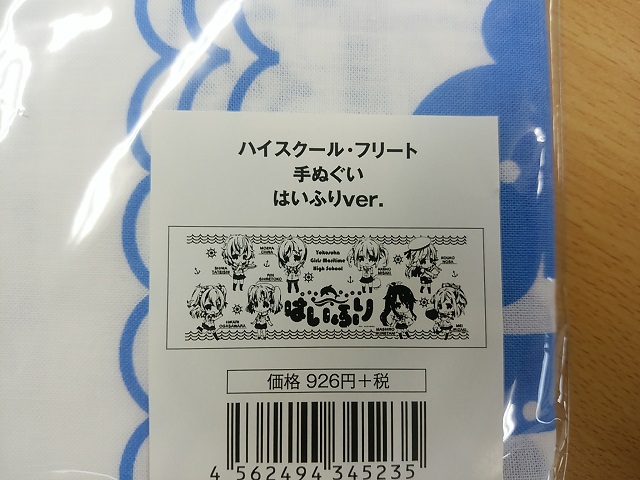 ハイスクール・フリート
手ぬぐい
はいふりver.
Yokosuka
Girls Maritime
High School
はいふり
価格 926円+税
4 562494 345235